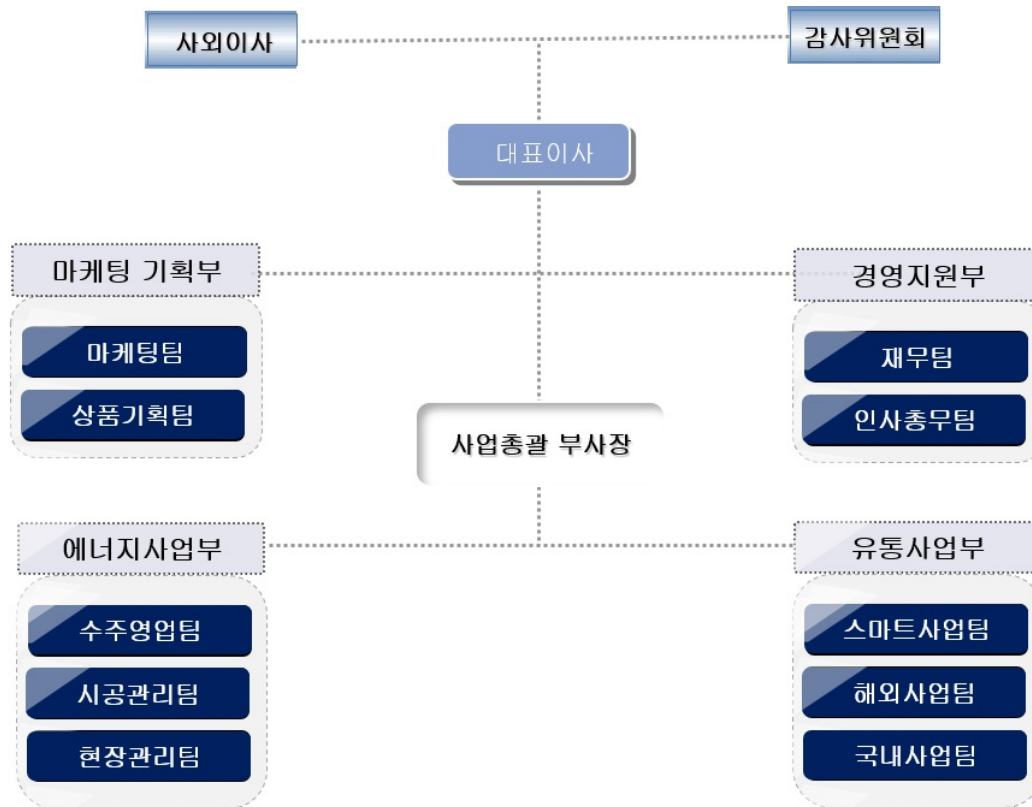 사외이사
감사위원회
대표이사
마케팅 기획부
경영지원부
마케팅팀
재무팀
상품기획팀
인사총무팀
사업총괄 부사장
에너지사업부
유통사업부
수주영업팀
스마트사업팀
시공관리팀
해외사업팀
현장관리팀
국내사업팀